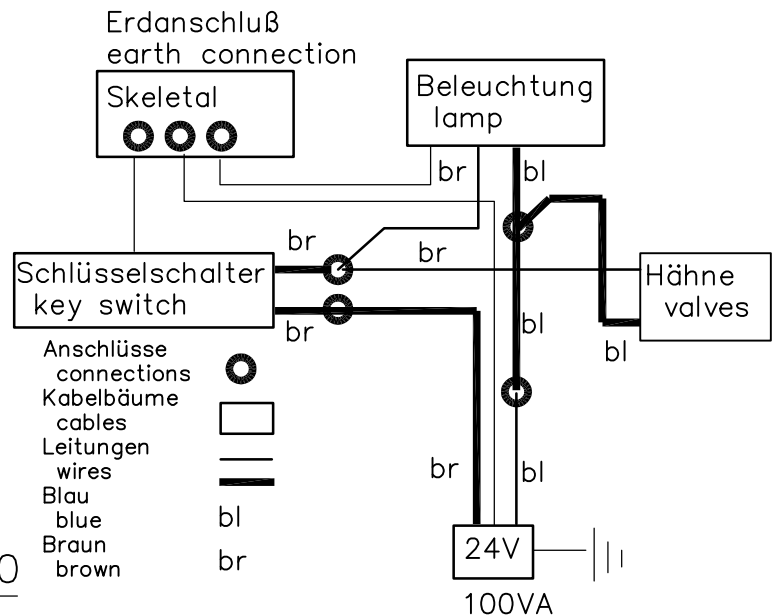 Erdanschluß
earth connection
Skeletal
Beleuchtung
lamp
br
bl
br
br
Schlüsselschalter
key switch
Hähne
valves
br
bl
bl
Anschlüsse
connections
Kabelbäume
cables
Leitungen
wires
br
bl
Blau
blue
bl
Braun
brown
br
24V
100VA